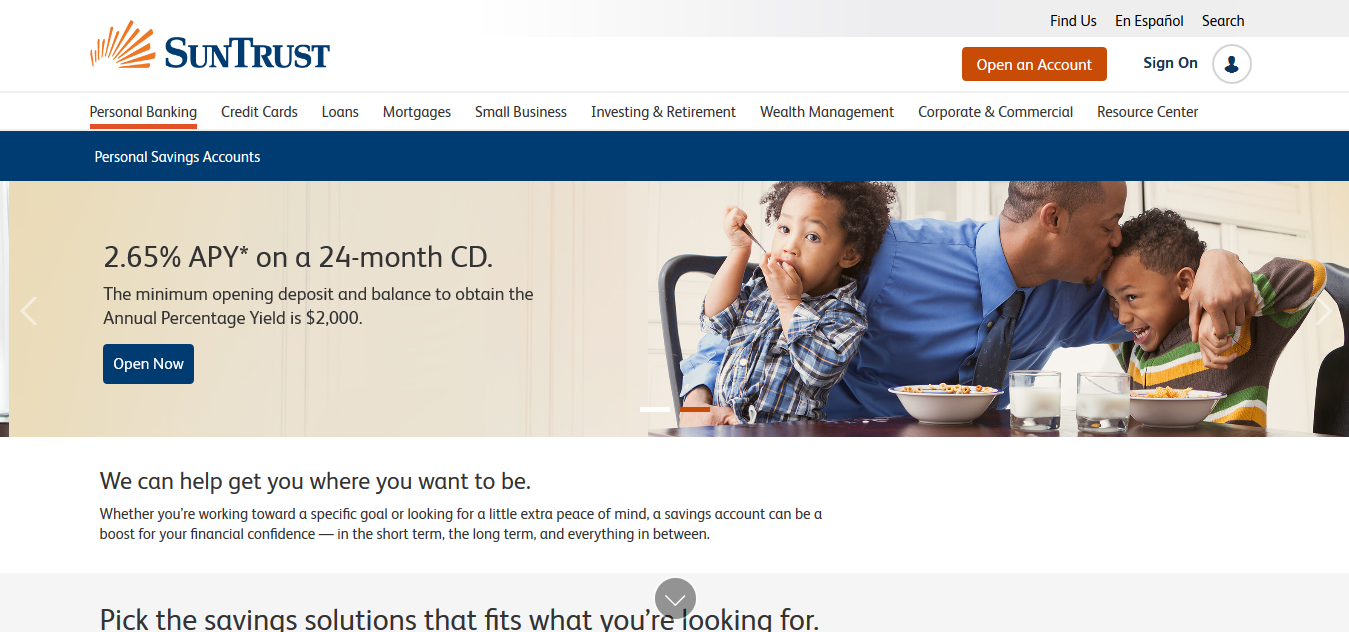 Find Us En Español Search
SUNTRUST
Open an Account Sign On
Personal Banking Credit Cards Loans Mortgages Small Business Investing & Retirement Wealth Management Corporate & Commercial Resource Center
Personal Savings Accounts
2.65% APY* on a 24-month CD.
The minimum opening deposit and balance to obtain the
Annual Percentage Yield is $2,000.
Open Now
We can help get you where you want to be.
Whether you're working toward a specific goal or looking for a little extra peace of mind, a savings account can be a
boost for your financial confidence — in the short term, the long term, and everything in between.
Pick the savings solutions that fits what you're looking for.